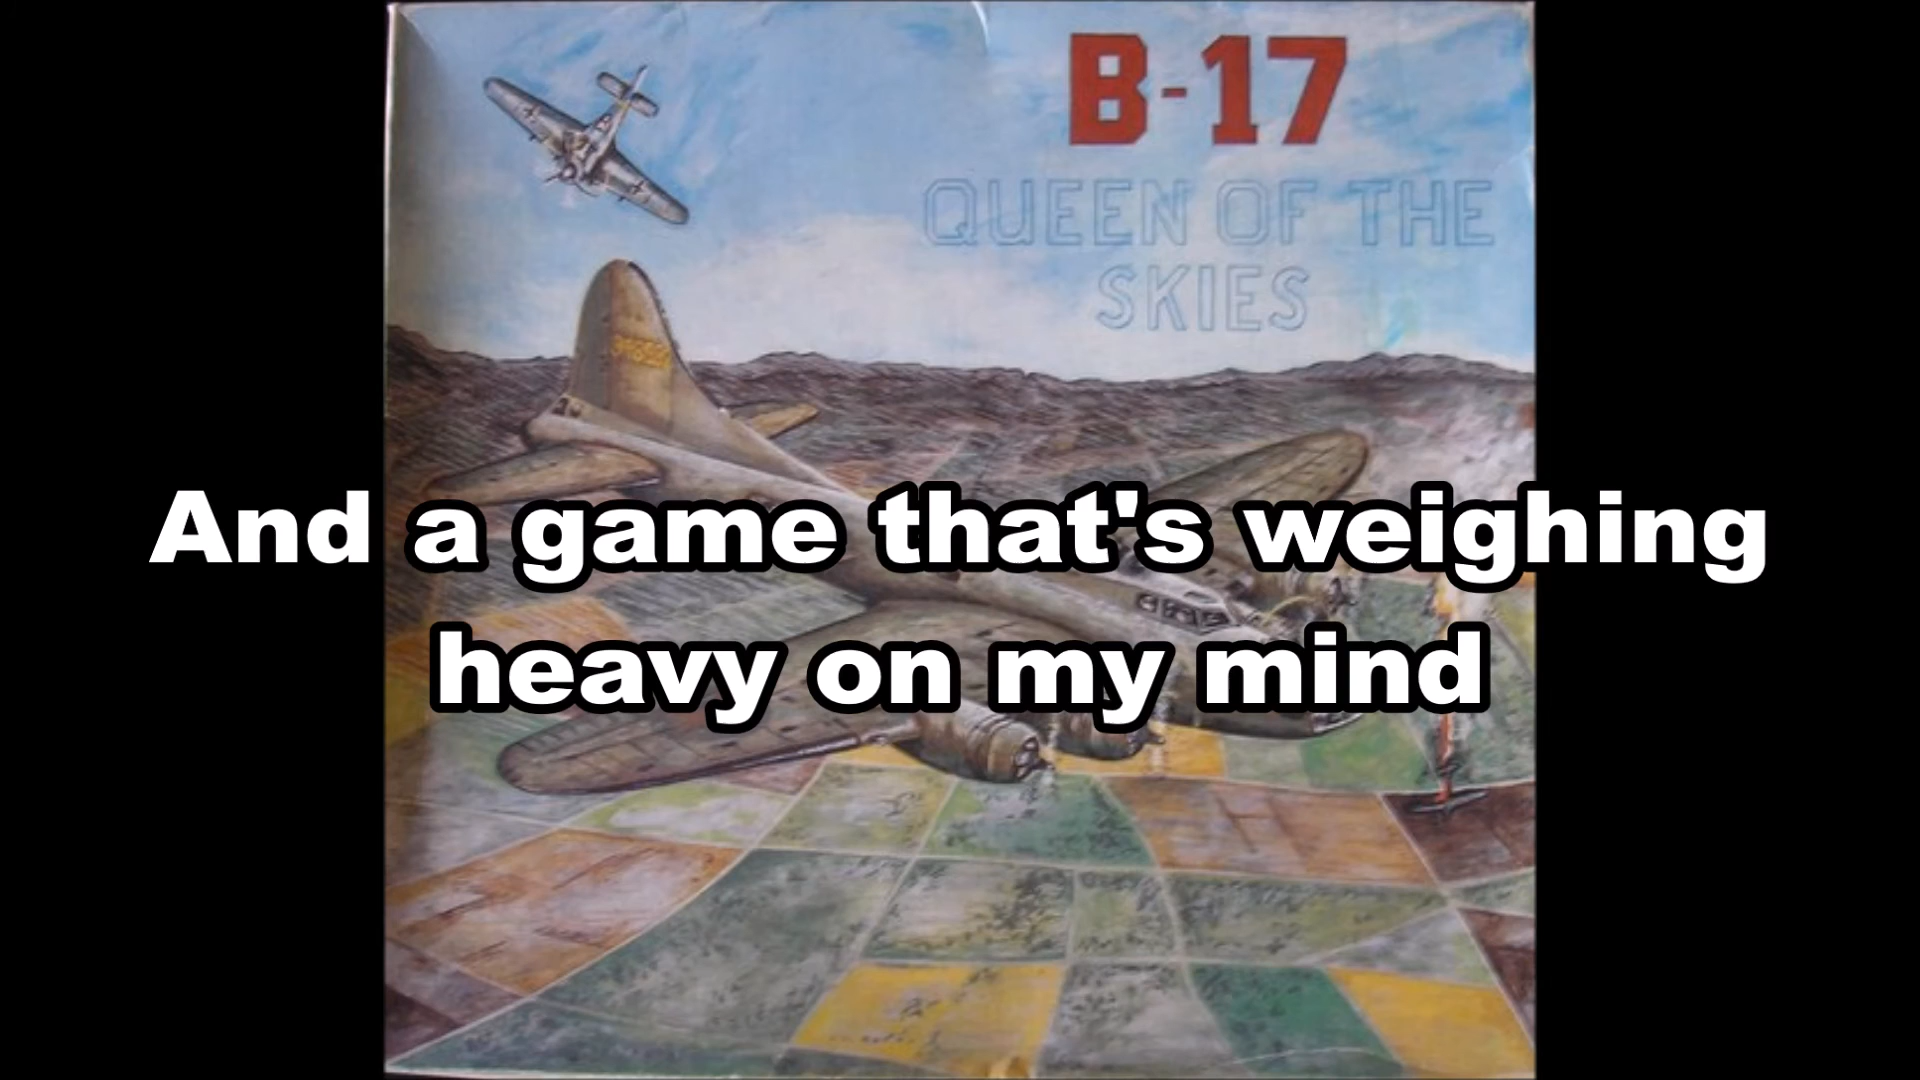 B-17
QUEEN OF THE
SKIES
And a game that's weighing
heavy on my mind